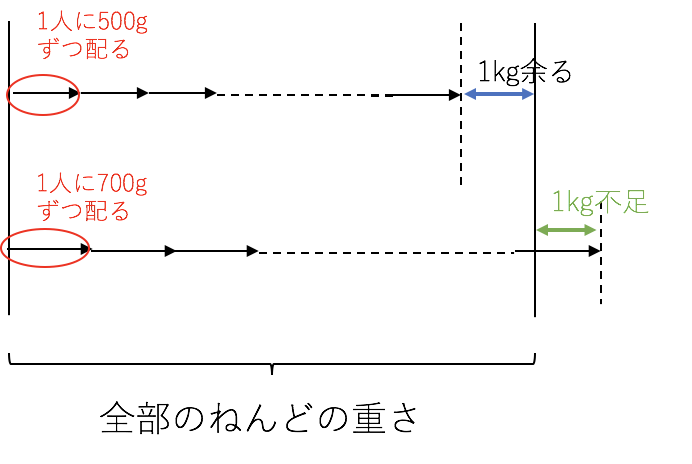 1人に500g
ずつ配る
1kg余る
1人に700g
ずつ配る
1kg不足
全部のねんどの重さ